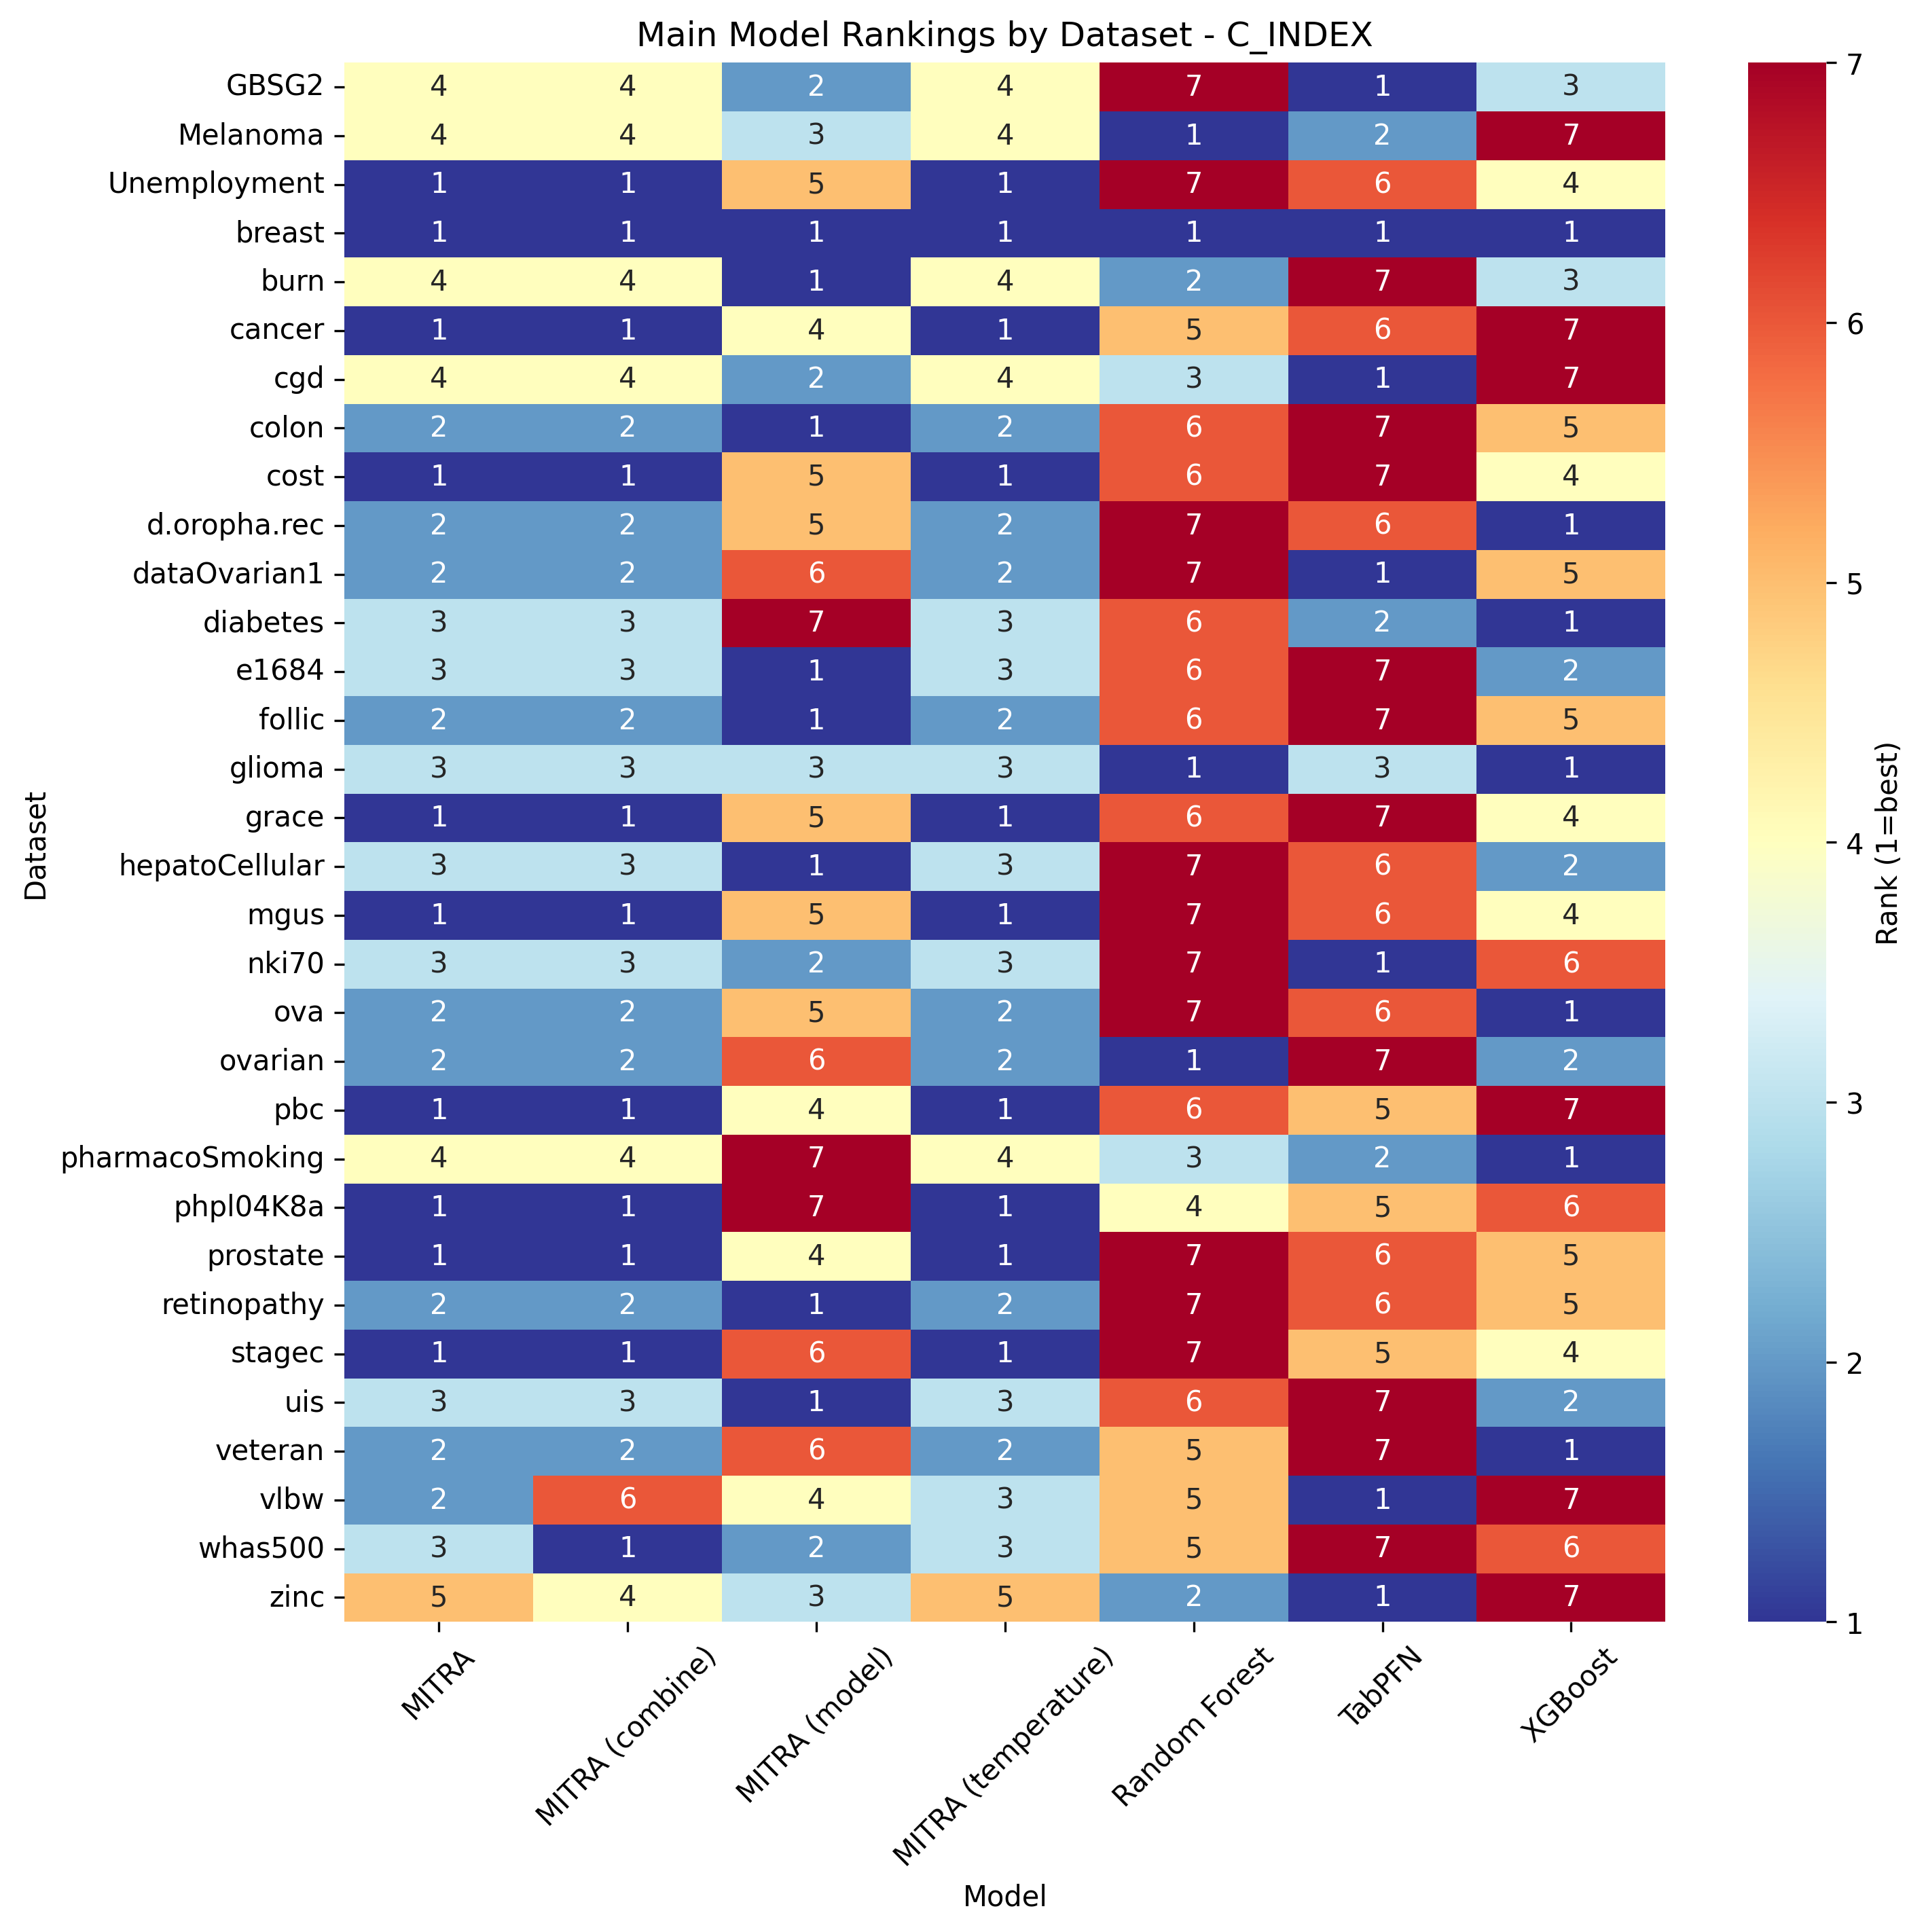 Main Model Rankings by Dataset - C_INDEX
GBSG2 4 4 2 4 7 1 3
Melanoma 4 4 3 4 1 2 7
Unemployment 1 1 5 1 7 6 4
breast 1 1 1 1 1 1 1
burn 4 4 1 4 2 7 3
cancer 1 1 4 1 5 6 7
cgd 4 4 2 4 3 1 7
colon 2 2 1 2 6 7 5
cost 1 1 5 1 6 7 4
d.oropha.rec 2 2 5 2 7 6 1
dataOvarian1 2 2 6 2 7 1 5
diabetes 3 3 7 3 6 2 1
e1684 3 3 1 3 6 7 2
follic 2 2 1 2 6 7 5
glioma 3 3 3 3 1 3 1
grace 1 1 5 1 6 7 4
hepatoCellular 3 3 1 3 7 6 2
mgus 1 1 5 1 7 6 4
nki70 3 3 2 3 7 1 6
ova 2 2 5 2 7 6 1
ovarian 2 2 6 2 1 7 2
pbc 1 1 4 1 6 5 7
pharmacoSmoking 4 4 7 4 3 2 1
phpl04K8a 1 1 7 1 4 5 6
prostate 1 1 4 1 7 6 5
retinopathy 2 2 1 2 7 6 5
stagec 1 1 6 1 7 5 4
uis 3 3 1 3 6 7 2
veteran 2 2 6 2 5 7 1
vlbw 2 6 4 3 5 1 7
whas500 3 1 2 3 5 7 6
zinc 5 4 3 5 2 1 7
MITRA
MITRA (combine)
MITRA (model)
MITRA (temperature)
Random Forest
TabPFN
XGBoost
Model
Dataset
7
6
5
4
3
2
1
Rank (1=best)